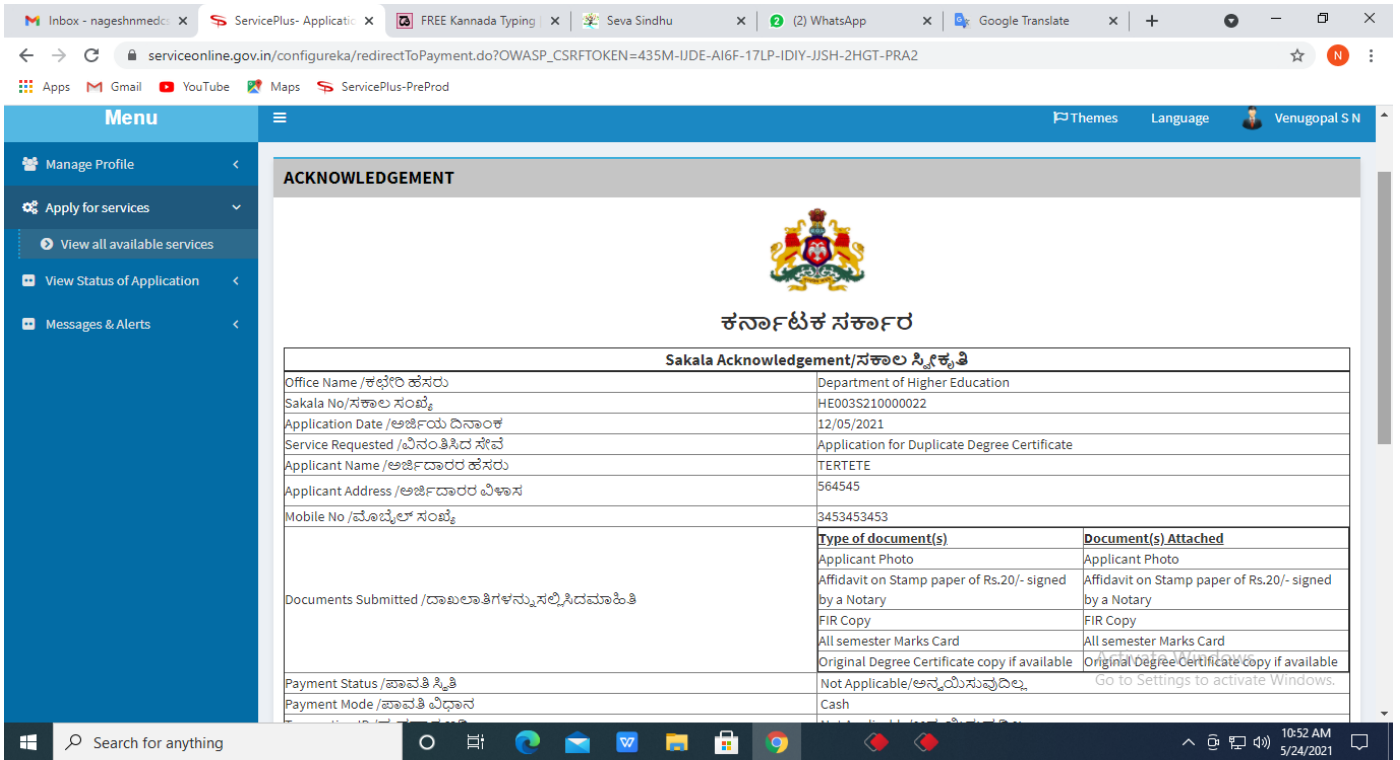 Inbox - nageshnmedc
ServicePlus- Applicatio
FREE Kannada Typing
Seva Sindhu
2 (2) WhatsApp
Google Translate
serviceonline.gov.in/configureka/redirectToPayment.do?OWASP_CSRFTOKEN=435M-IJDE-AI6F-17LP-IDIY-JJSH-2HGT-PRA2
N
Apps Gmail YouTube Maps ServicePlus-PreProd
Menu
Themes Language Venugopal S N
Manage Profile
Apply for services
View all available services
View Status of Application
Messages & Alerts
ACKNOWLEDGEMENT
ಕರ್ನಾಟಕ ಸರ್ಕಾರ
Sakala Acknowledgement/ಸಕಾಲ ಸ್ವೀಕೃತಿ
Office Name /ಕಛೇರಿ ಹೆಸರು Department of Higher Education
Sakala No/ಸಕಾಲ ಸಂಖ್ಯೆ HE003S210000022
Application Date /ಅರ್ಜಿಯ ದಿನಾಂಕ 12/05/2021
Service Requested /ವಿನಂತಿಸಿದ ಸೇವೆ Application for Duplicate Degree Certificate
Applicant Name /ಅರ್ಜಿದಾರರ ಹೆಸರು TERTETE
Applicant Address /ಅರ್ಜಿದಾರರ ವಿಳಾಸ 564545
Mobile No /ಮೊಬೈಲ್ ಸಂಖ್ಯೆ 3453453453
Type of document(s) Document(s) Attached
Applicant Photo Applicant Photo
Affidavit on Stamp paper of Rs.20/- signed Affidavit on Stamp paper of Rs.20/- signed
by a Notary by a Notary
Documents Submitted /ದಾಖಲಾತಿಗಳನ್ನು ಸಲ್ಲಿಸಿದಮಾಹಿತಿ
FIR Copy FIR Copy
All semester Marks Card All semester Marks Card
Original Degree Certificate copy if available Original Degree Certificate copy if available
Activate Windows
Go to Settings to activate Windows.
Payment Status /ಪಾವತಿ ಸ್ಥಿತಿ Not Applicable/ಅನ್ವಯಿಸುವುದಿಲ್ಲ
Payment Mode /ಪಾವತಿ ವಿಧಾನ Cash
Search for anything
W
10:52 AM
5/24/2021